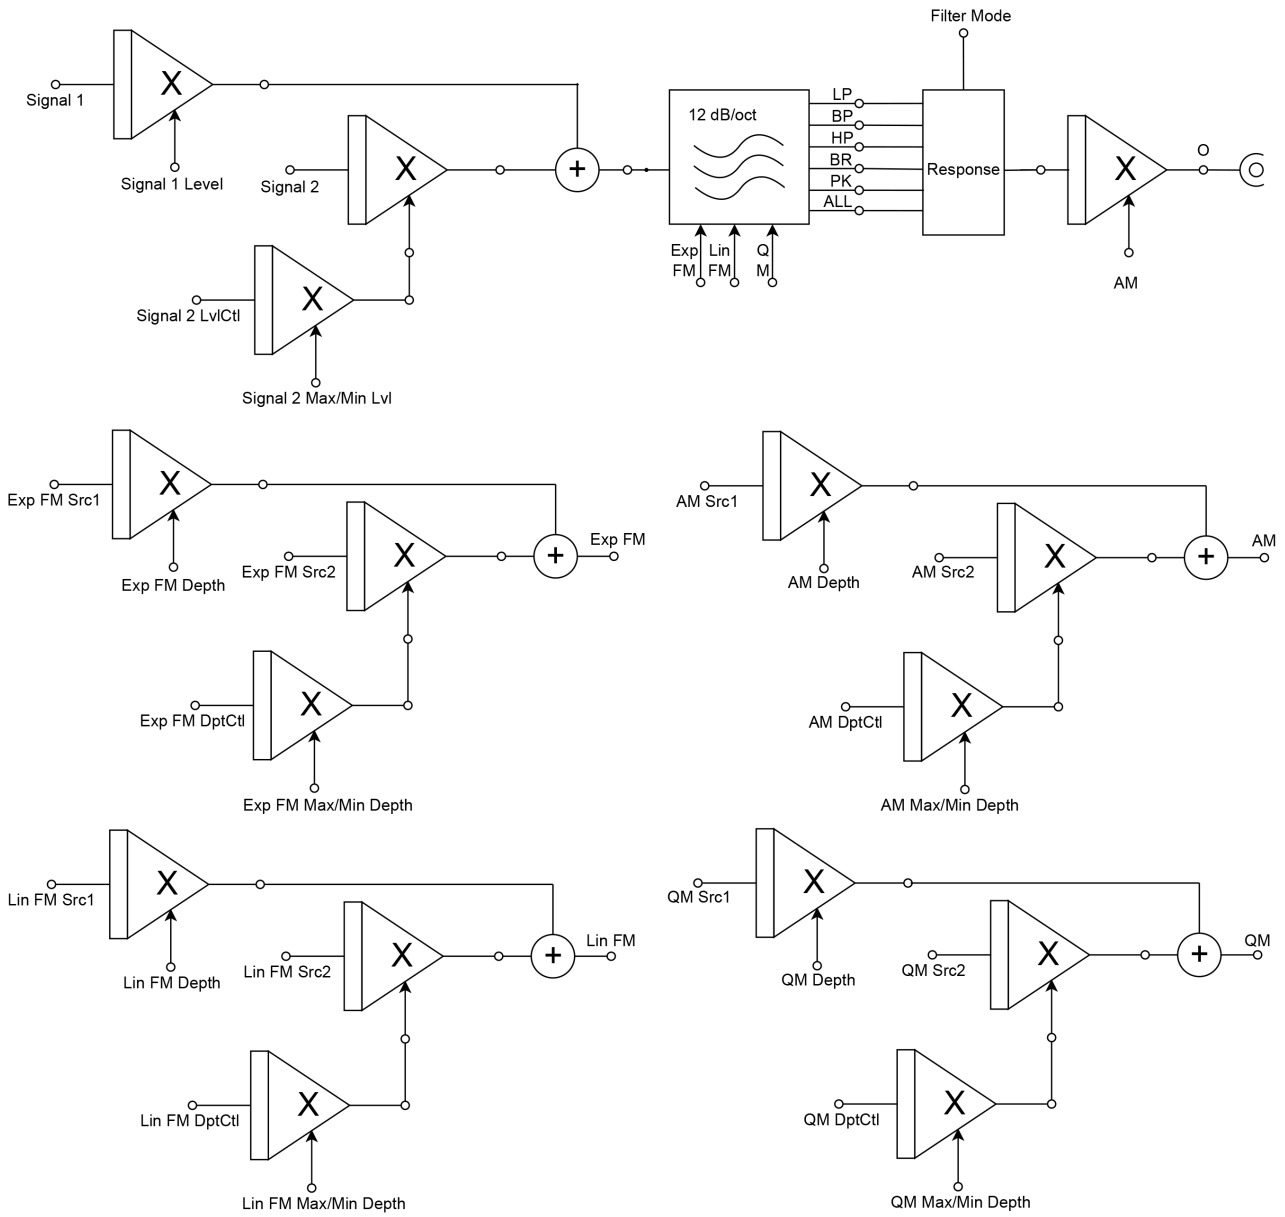 Filter Mode
X
Signal 1
Signal 1 Level
X
Signal 2
+
12 dB/oct
LP
BP
HP
BR
PK
ALL
Response
X
O
AM
Exp
FM
Lin
FM
Q
M
X
Signal 2 LvlCtl
Signal 2 Max/Min Lvl
X
Exp FM Src1
Exp FM Depth
X
Exp FM Src2
+
Exp FM
X
Exp FM DptCtl
Exp FM Max/Min Depth
X
AM Src1
AM Depth
X
AM Src2
+
AM
X
AM DptCtl
AM Max/Min Depth
X
Lin FM Src1
Lin FM Depth
X
Lin FM Src2
+
Lin FM
X
Lin FM DptCtl
Lin FM Max/Min Depth
X
QM Src1
QM Depth
X
QM Src2
+
QM
X
QM DptCtl
QM Max/Min Depth